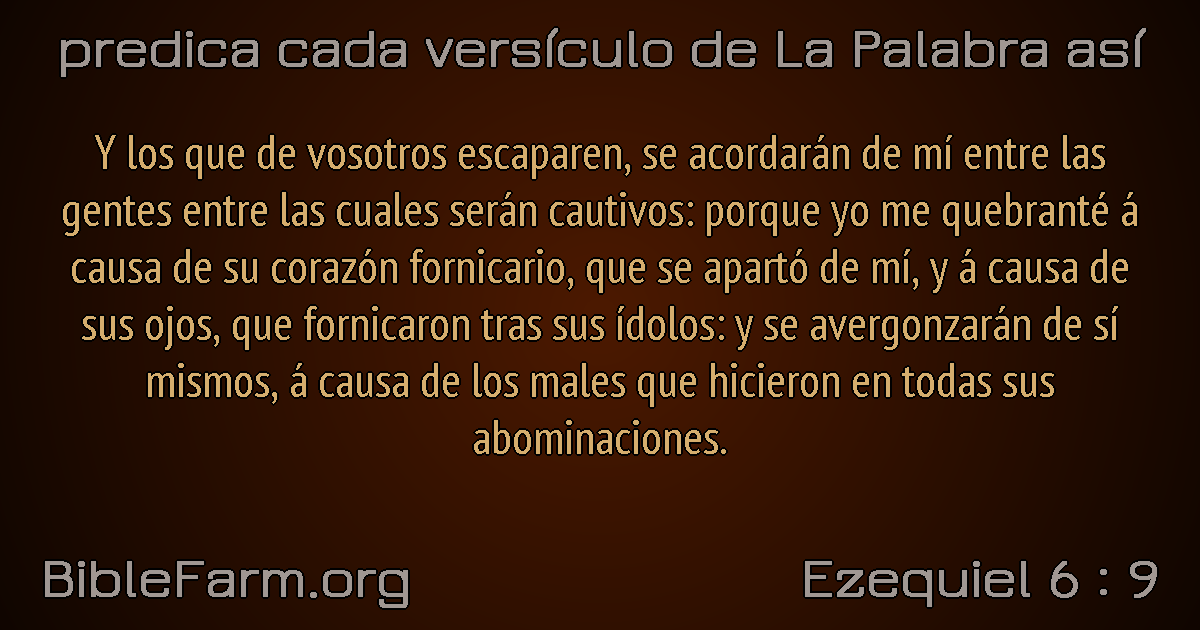 predica cada versículo de La Palabra así
Y los que de vosotros escaparen, se acordarán de mí entre las
gentes entre las cuales serán cautivos: porque yo me quebranté á
causa de su corazón fornicario, que se apartó de mí, y á causa de
sus ojos, que fornicaron tras sus ídolos: y se avergonzarán de sí
mismos, á causa de los males que hicieron en todas sus
abominaciones.
BibleFarm.org
Ezequiel 6 : 9